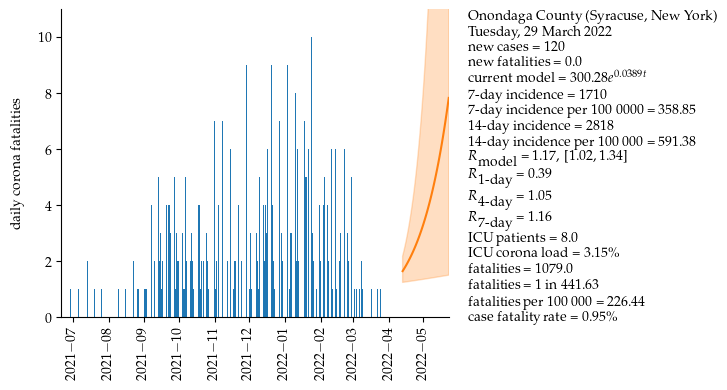 daily corona fatalities
10
8
6
4
2
0
2021−07
2021−08
2021−09
2021−10
2021−11
2021−12
2022−01
2022−02
2022−03
2022−04
2022−05
Onondaga County (Syracuse, New York)
Tuesday, 29 March 2022
new cases = 120
new fatalities = 0.0
current model = 300.28e^0.0389t
7-day incidence = 1710
7-day incidence per 100 0000 = 358.85
14-day incidence = 2818
14-day incidence per 100 000 = 591.38
R_model = 1.17, [1.02, 1.34]
R_1-day = 0.39
R_4-day = 1.05
R_7-day = 1.16
ICU patients = 8.0
ICU corona load = 3.15%
fatalities = 1079.0
fatalities = 1 in 441.63
fatalities per 100 000 = 226.44
case fatality rate = 0.95%